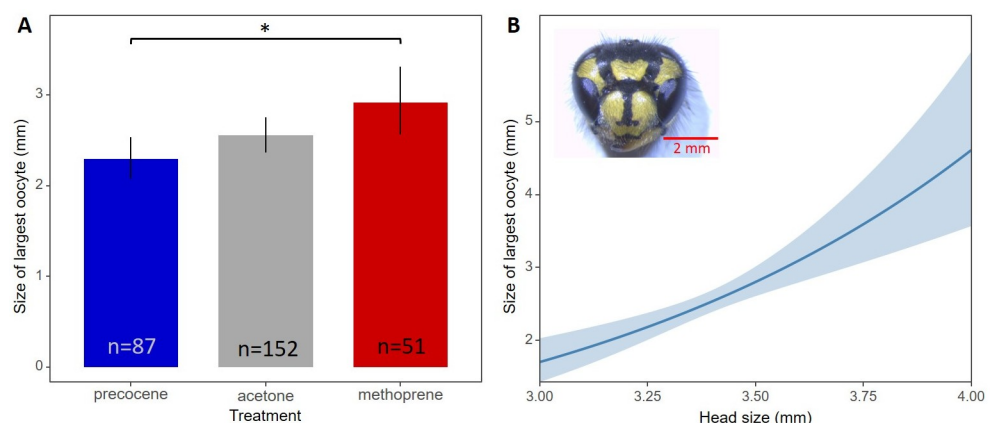 A
*
Size of largest oocyte (mm)
3
2
1
0
n=87
n=152
n=51
precocene
acetone
methoprene
Treatment
B
2 mm
Size of largest oocyte (mm)
5
4
3
2
3.00
3.25
3.50
3.75
4.00
Head size (mm)